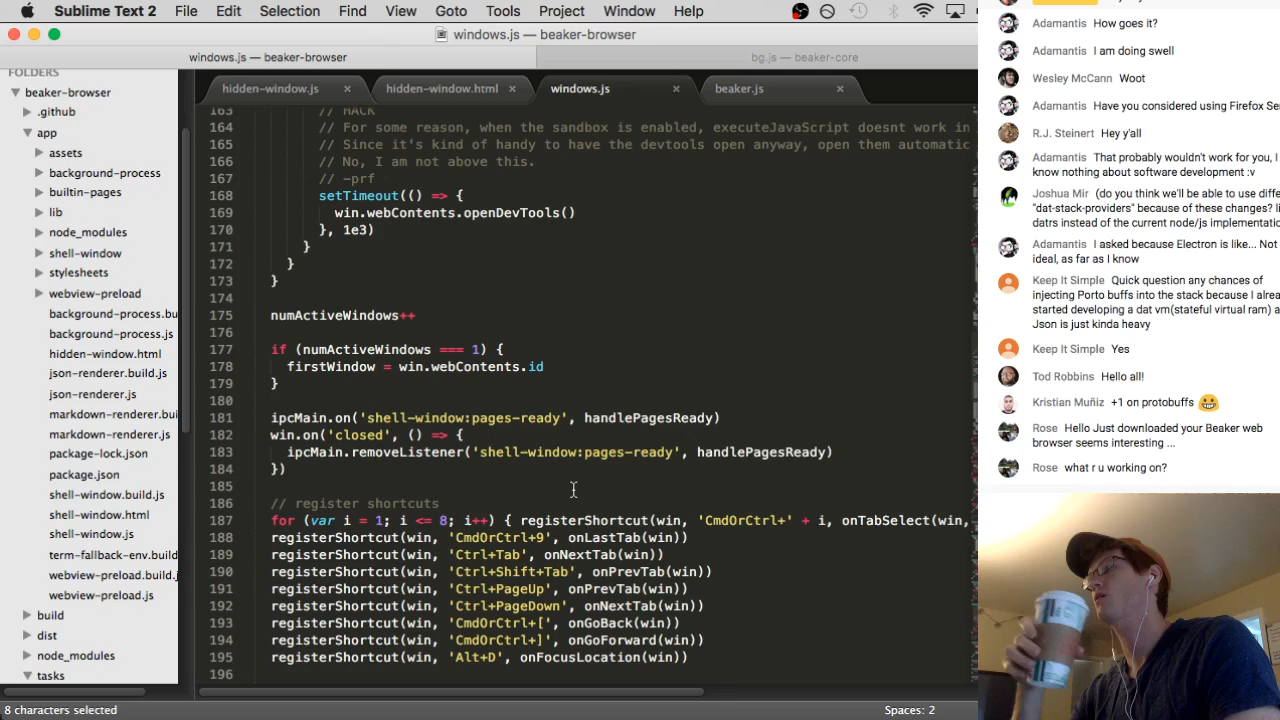 Sublime Text 2 File Edit Selection Find View Goto Tools Project Window Help
windows.js — beaker-browser
windows.js — beaker-browser bg.js — beaker-core
FOLDERS
beaker-browser
.github
app
assets
background-process
builtin-pages
lib
node_modules
shell-window
stylesheets
webview-preload
background-process.bu
background-process.js
hidden-window.html
json-renderer.build.js
json-renderer.js
markdown-renderer.bui
markdown-renderer.js
package-lock.json
package.json
shell-window.build.js
shell-window.html
shell-window.js
term-fallback-env.build
webview-preload.build.j
webview-preload.js
build
dist
node_modules
tasks
hidden-window.js hidden-window.html windows.js beaker.js
163 // HACK
164 // For some reason, when the sandbox is enabled, executeJavaScript doesnt work in
165 // Since it's kind of handy to have the devtools open anyway, open them automatic
166 // No, I am not above this.
167 // -prf
168 setTimeout(() => {
169 win.webContents.openDevTools()
170 }, 1e3)
171 }
172 }
173 }
174
175 numActiveWindows++
176
177 if (numActiveWindows === 1) {
178 firstWindow = win.webContents.id
179 }
180
181 ipcMain.on('shell-window:pages-ready', handlePagesReady)
182 win.on('closed', () => {
183 ipcMain.removeListener('shell-window:pages-ready', handlePagesReady)
184 })
185
186 // register shortcuts
187 for (var i = 1; i <= 8; i++) { registerShortcut(win, 'CmdOrCtrl+' + i, onTabSelect(win,
188 registerShortcut(win, 'CmdOrCtrl+9', onLastTab(win))
189 registerShortcut(win, 'Ctrl+Tab', onNextTab(win))
190 registerShortcut(win, 'Ctrl+Shift+Tab', onPrevTab(win))
191 registerShortcut(win, 'Ctrl+PageUp', onPrevTab(win))
192 registerShortcut(win, 'Ctrl+PageDown', onNextTab(win))
193 registerShortcut(win, 'CmdOrCtrl+[', onGoBack(win))
194 registerShortcut(win, 'CmdOrCtrl+]', onGoForward(win))
195 registerShortcut(win, 'Alt+D', onFocusLocation(win))
196
8 characters selected Spaces: 2
Adamantis How goes it?
Adamantis I am doing swell
Wesley McCann Woot
Adamantis Have you considered using Firefox Se
R.J. Steinert Hey y'all
Adamantis That probably wouldn't work for you, I
know nothing about software development :v
Joshua Mir (do you think we'll be able to use diffe
"dat-stack-providers" because of these changes? li
datrs instead of the current node/js implementatio
Adamantis I asked because Electron is like... Not
ideal, as far as I know
Keep It Simple Quick question any chances of
injecting Porto buffs into the stack because I alrea
started developing a dat vm(stateful virtual ram) a
Json is just kinda heavy
Keep It Simple Yes
Tod Robbins Hello all!
Kristian Muñiz +1 on protobuffs
Rose Hello Just downloaded your Beaker web
browser seems interesting ...
Rose what r u working on?